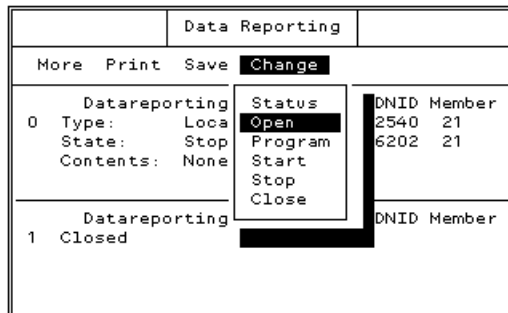 Data Reporting
More Print Save Change
Datareporting Status DNID Member
0 Type: Loca Open 2540 21
State: Stop Program 6202 21
Contents: None Start
Stop
Close
Datareporting DNID Member
1 Closed